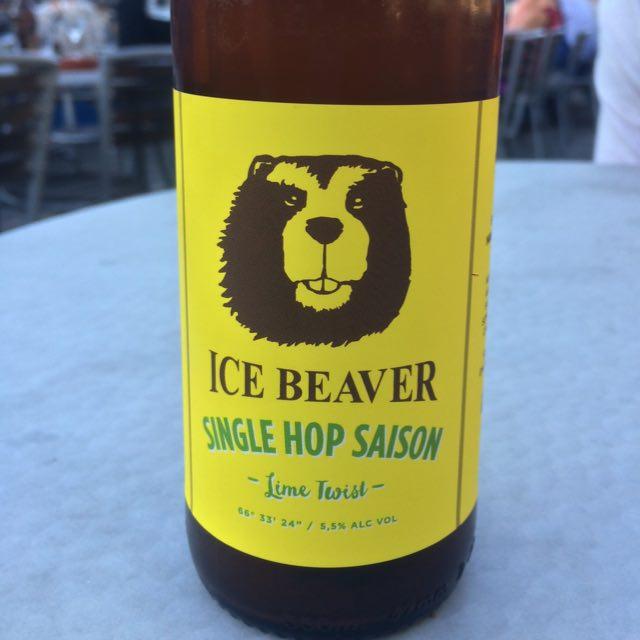 ICE BEAVER
SINGLE HOP SAISON
- Lime Twist -
66° 33' 24" / 5,5% ALC VOL